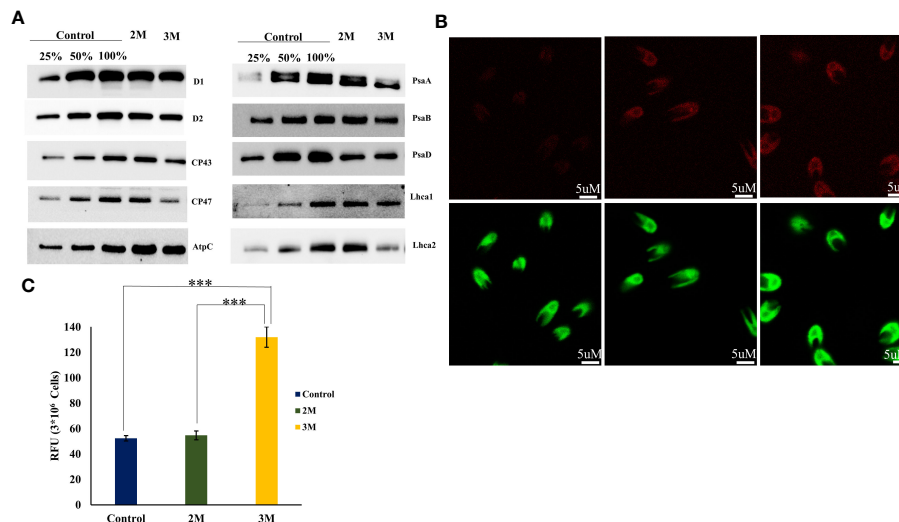 A
Control 2M 3M
25% 50% 100%
D1
D2
CP43
CP47
AtpC
Control 2M 3M
25% 50% 100%
PsaA
PsaB
PsaD
Lhca1
Lhca2
B
5uM
5uM
5uM
5uM
5uM
5uM
C
***
***
140
120
100
80
60
40
20
0
RFU (3*10⁶ Cells)
Control
2M
3M
Control 2M 3M